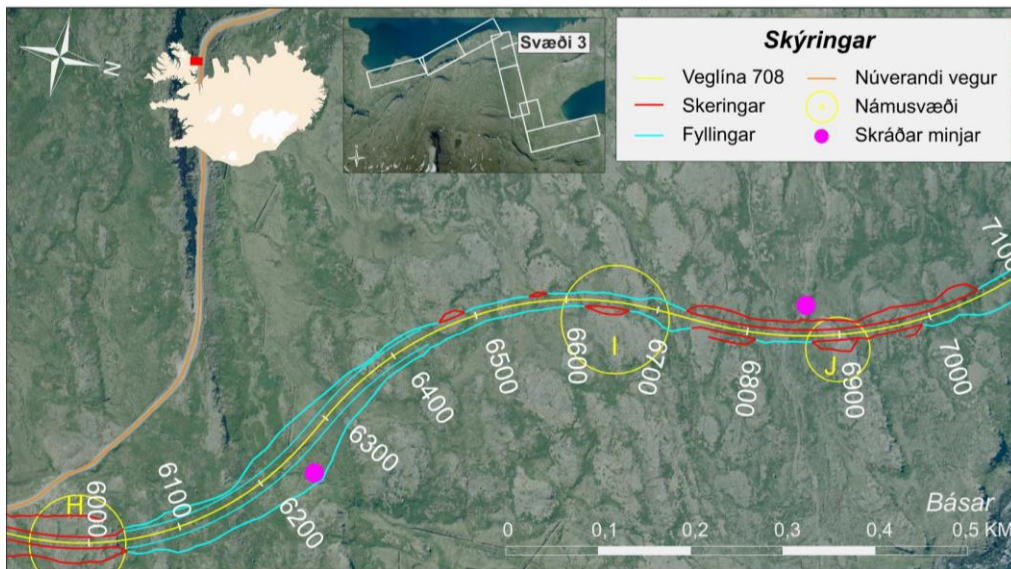 N
Svæði 3
Skýringar
Veglína 708
Skeringar
Fyllingar
Núverandi vegur
Námusvæði
Skráðar minjar
H
6000
6100
6200
6300
6400
6500
6600
I
6700
6800
J
6900
7000
7100
Básar
0 0,1 0,2 0,3 0,4 0,5 KM